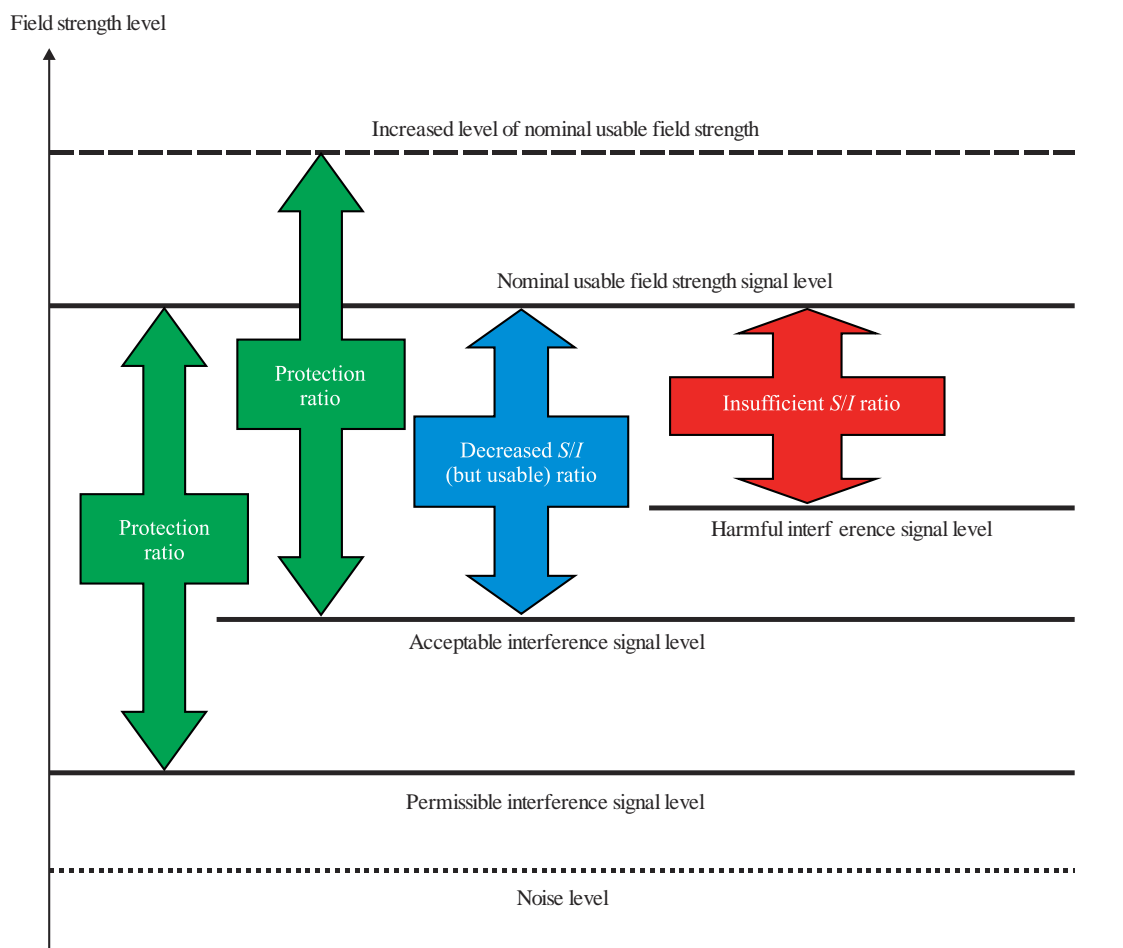 Field strength level
Increased level of nominal usable field strength
Nominal usable field strength signal level
Protection
ratio
Decreased S/I
(but usable) ratio
Insufficient S/I ratio
Protection
ratio
Harmful interf erence signal level
Acceptable interference signal level
Permissible interference signal level
Noise level